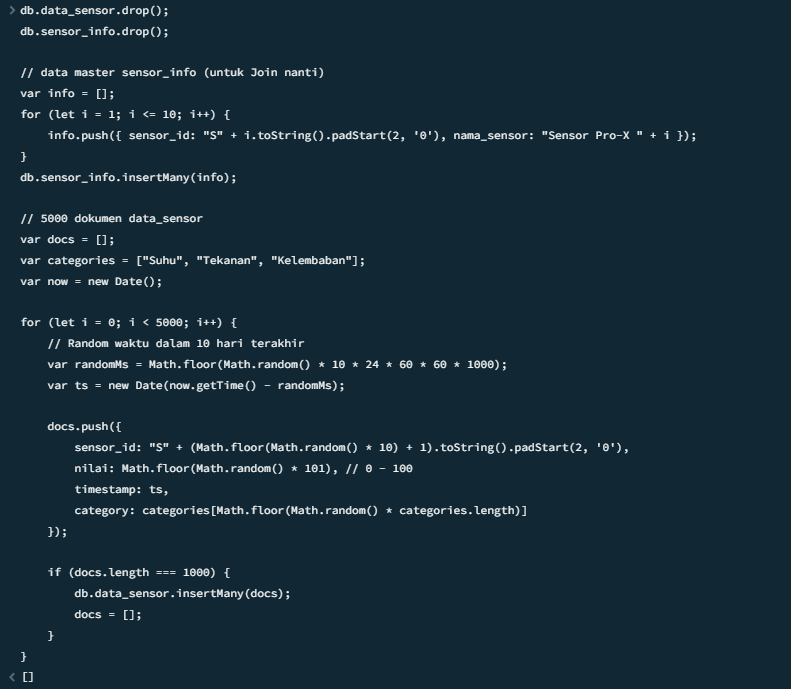 > db.data_sensor.drop();
db.sensor_info.drop();
// data master sensor_info (untuk Join nanti)
var info = [];
for (let i = 1; i <= 10; i++) {
    info.push({ sensor_id: "S" + i.toString().padStart(2, '0'), nama_sensor: "Sensor Pro-X " + i });
}
db.sensor_info.insertMany(info);
// 5000 dokumen data_sensor
var docs = [];
var categories = ["Suhu", "Tekanan", "Kelembaban"];
var now = new Date();
for (let i = 0; i < 5000; i++) {
    // Random waktu dalam 10 hari terakhir
    var randomMs = Math.floor(Math.random() * 10 * 24 * 60 * 60 * 1000);
    var ts = new Date(now.getTime() - randomMs);
    docs.push({
        sensor_id: "S" + (Math.floor(Math.random() * 10) + 1).toString().padStart(2, '0'),
        nilai: Math.floor(Math.random() * 101), // 0 - 100
        timestamp: ts,
        category: categories[Math.floor(Math.random() * categories.length)]
    });
    if (docs.length === 1000) {
        db.data_sensor.insertMany(docs);
        docs = [];
    }
}
< []